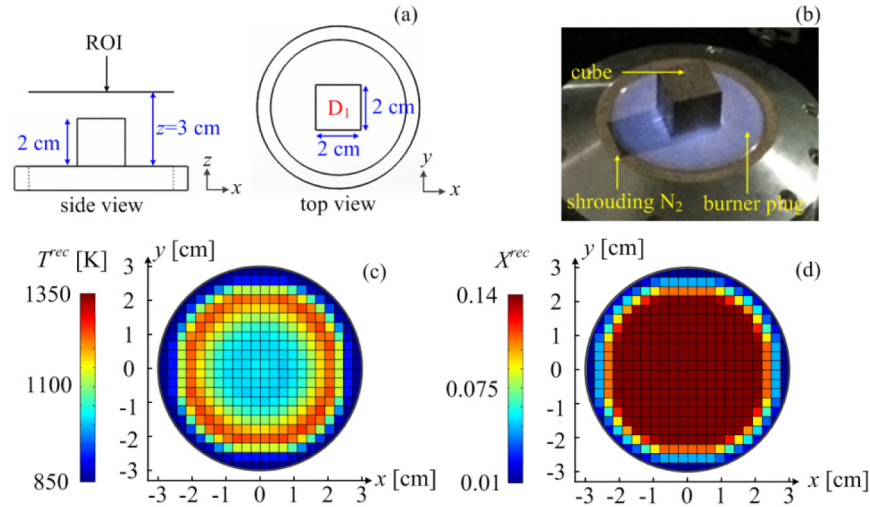 (a)
ROI
2 cm
z=3 cm
z
x
side view
D1
2 cm
2 cm
y
x
top view
(b)
cube
shrouding N2
burner plug
T^rec [K]
1350
1100
850
y [cm]
(c)
3
2
1
0
-1
-2
-3
-3 -2 -1 0 1 2 3
x [cm]
X^rec
0.14
0.075
0.01
y [cm]
(d)
3
2
1
0
-1
-2
-3
-3 -2 -1 0 1 2 3
x [cm]